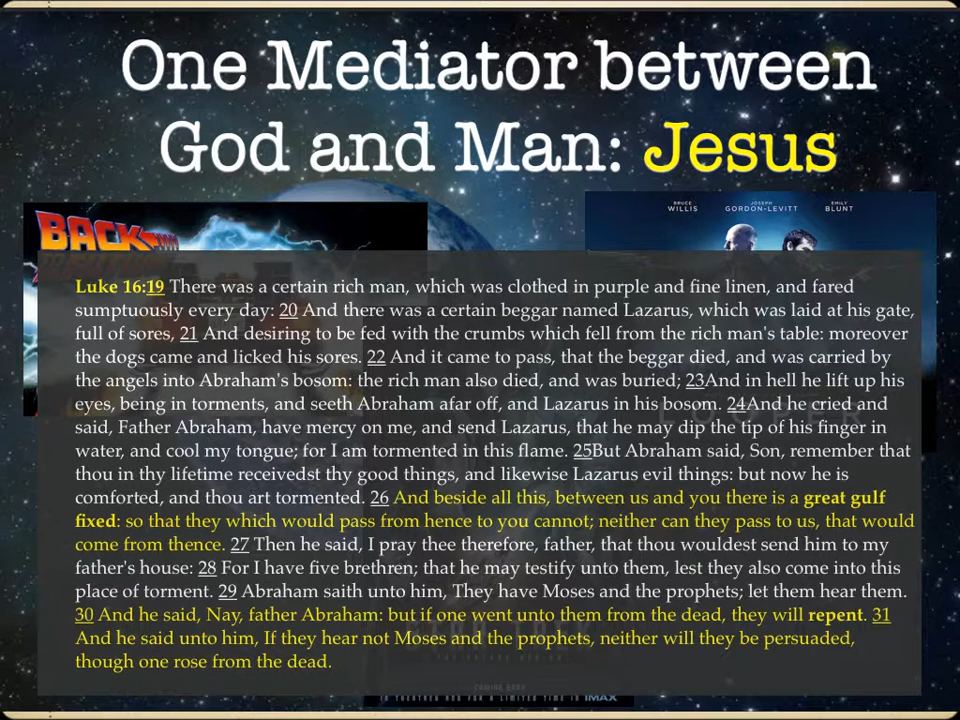 One Mediator between
God and Man: Jesus
BACK
BRUCE WILLIS JOSEPH GORDON-LEVITT EMILY BLUNT
Luke 16:19 There was a certain rich man, which was clothed in purple and fine linen, and fared
sumptuously every day: 20 And there was a certain beggar named Lazarus, which was laid at his gate,
full of sores, 21 And desiring to be fed with the crumbs which fell from the rich man's table: moreover
the dogs came and licked his sores. 22 And it came to pass, that the beggar died, and was carried by
the angels into Abraham's bosom: the rich man also died, and was buried; 23And in hell he lift up his
eyes, being in torments, and seeth Abraham afar off, and Lazarus in his bosom. 24And he cried and
said, Father Abraham, have mercy on me, and send Lazarus, that he may dip the tip of his finger in
water, and cool my tongue; for I am tormented in this flame. 25But Abraham said, Son, remember that
thou in thy lifetime receivedst thy good things, and likewise Lazarus evil things: but now he is
comforted, and thou art tormented. 26 And beside all this, between us and you there is a great gulf
fixed: so that they which would pass from hence to you cannot; neither can they pass to us, that would
come from thence. 27 Then he said, I pray thee therefore, father, that thou wouldest send him to my
father's house: 28 For I have five brethren; that he may testify unto them, lest they also come into this
place of torment. 29 Abraham saith unto him, They have Moses and the prophets; let them hear them.
30 And he said, Nay, father Abraham: but if one went unto them from the dead, they will repent. 31
And he said unto him, If they hear not Moses and the prophets, neither will they be persuaded,
though one rose from the dead.
LOOPER
COMING SOON
IN THEATERS AND FOR A LIMITED TIME IN IMAX